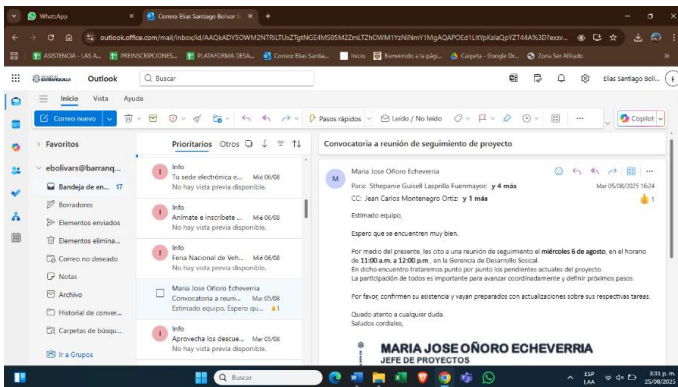 WhatsApp
Correo: Elias Santiago Bolívar S
outlook.office.com/mail/inbox/id/
ASISTENCIA - LAS A...
PREINSCRIPCIONES...
PLATAFORMA DESA...
Correo: Elias Santia...
Inicio
Bienvenido a la pági...
Carpeta - Google Dr...
Zona Ser Afiliado
Outlook
Buscar
Elias Santiago Boli...
Inicio
Vista
Ayuda
Correo nuevo
Pasos rápidos
Leído / No leído
Copilot
Favoritos
ebolivars@barranq...
Bandeja de en... 17
Borradores
Elementos enviados
Elementos elimina...
Correo no deseado
Notas
Archivo
Historial de conver...
Carpetas de búsqu...
Ir a Grupos
Prioritarios Otros
Info
Tu sede electrónica e... Mié 06/08
No hay vista previa disponible.
Info
Anímate e inscríbete ... Mié 06/08
No hay vista previa disponible.
Info
Feria Nacional de Veh... Mié 06/08
No hay vista previa disponible.
Maria Jose Oñoro Echeverria
Convocatoria a reuni... Mar 05/08
Estimado equipo, Espero qu... 1
Info
Aprovecha los descue... Mar 05/08
No hay vista previa disponible.
Convocatoria a reunión de seguimiento de proyecto
M
Maria Jose Oñoro Echeverria
Para: Sthepanie Guisell Lasprilla Fuenmayor; y 4 más
Mar 05/08/2025 16:24
CC: Jean Carlos Montenegro Ortiz; y 1 más
1
Estimado equipo,
Espero que se encuentren muy bien.
Por medio del presente, les cito a una reunión de seguimiento el miércoles 6 de agosto, en el horario
de 11:00 a.m. a 12:00 p.m., en la Gerencia de Desarrollo Sosical.
En dicho encuentro trataremos punto por punto los pendientes actuales del proyecto.
La participación de todos es importante para avanzar coordinadamente y definir próximos pasos.
Por favor, confirmen su asistencia y vayan preparados con actualizaciones sobre sus respectivas tareas.
Quado atento a cualquier duda.
Saludos cordiales,
MARIA JOSE OÑORO ECHEVERRIA
JEFE DE PROYECTOS
Buscar
ESP
LAA
3:31 p. m.
25/08/2025